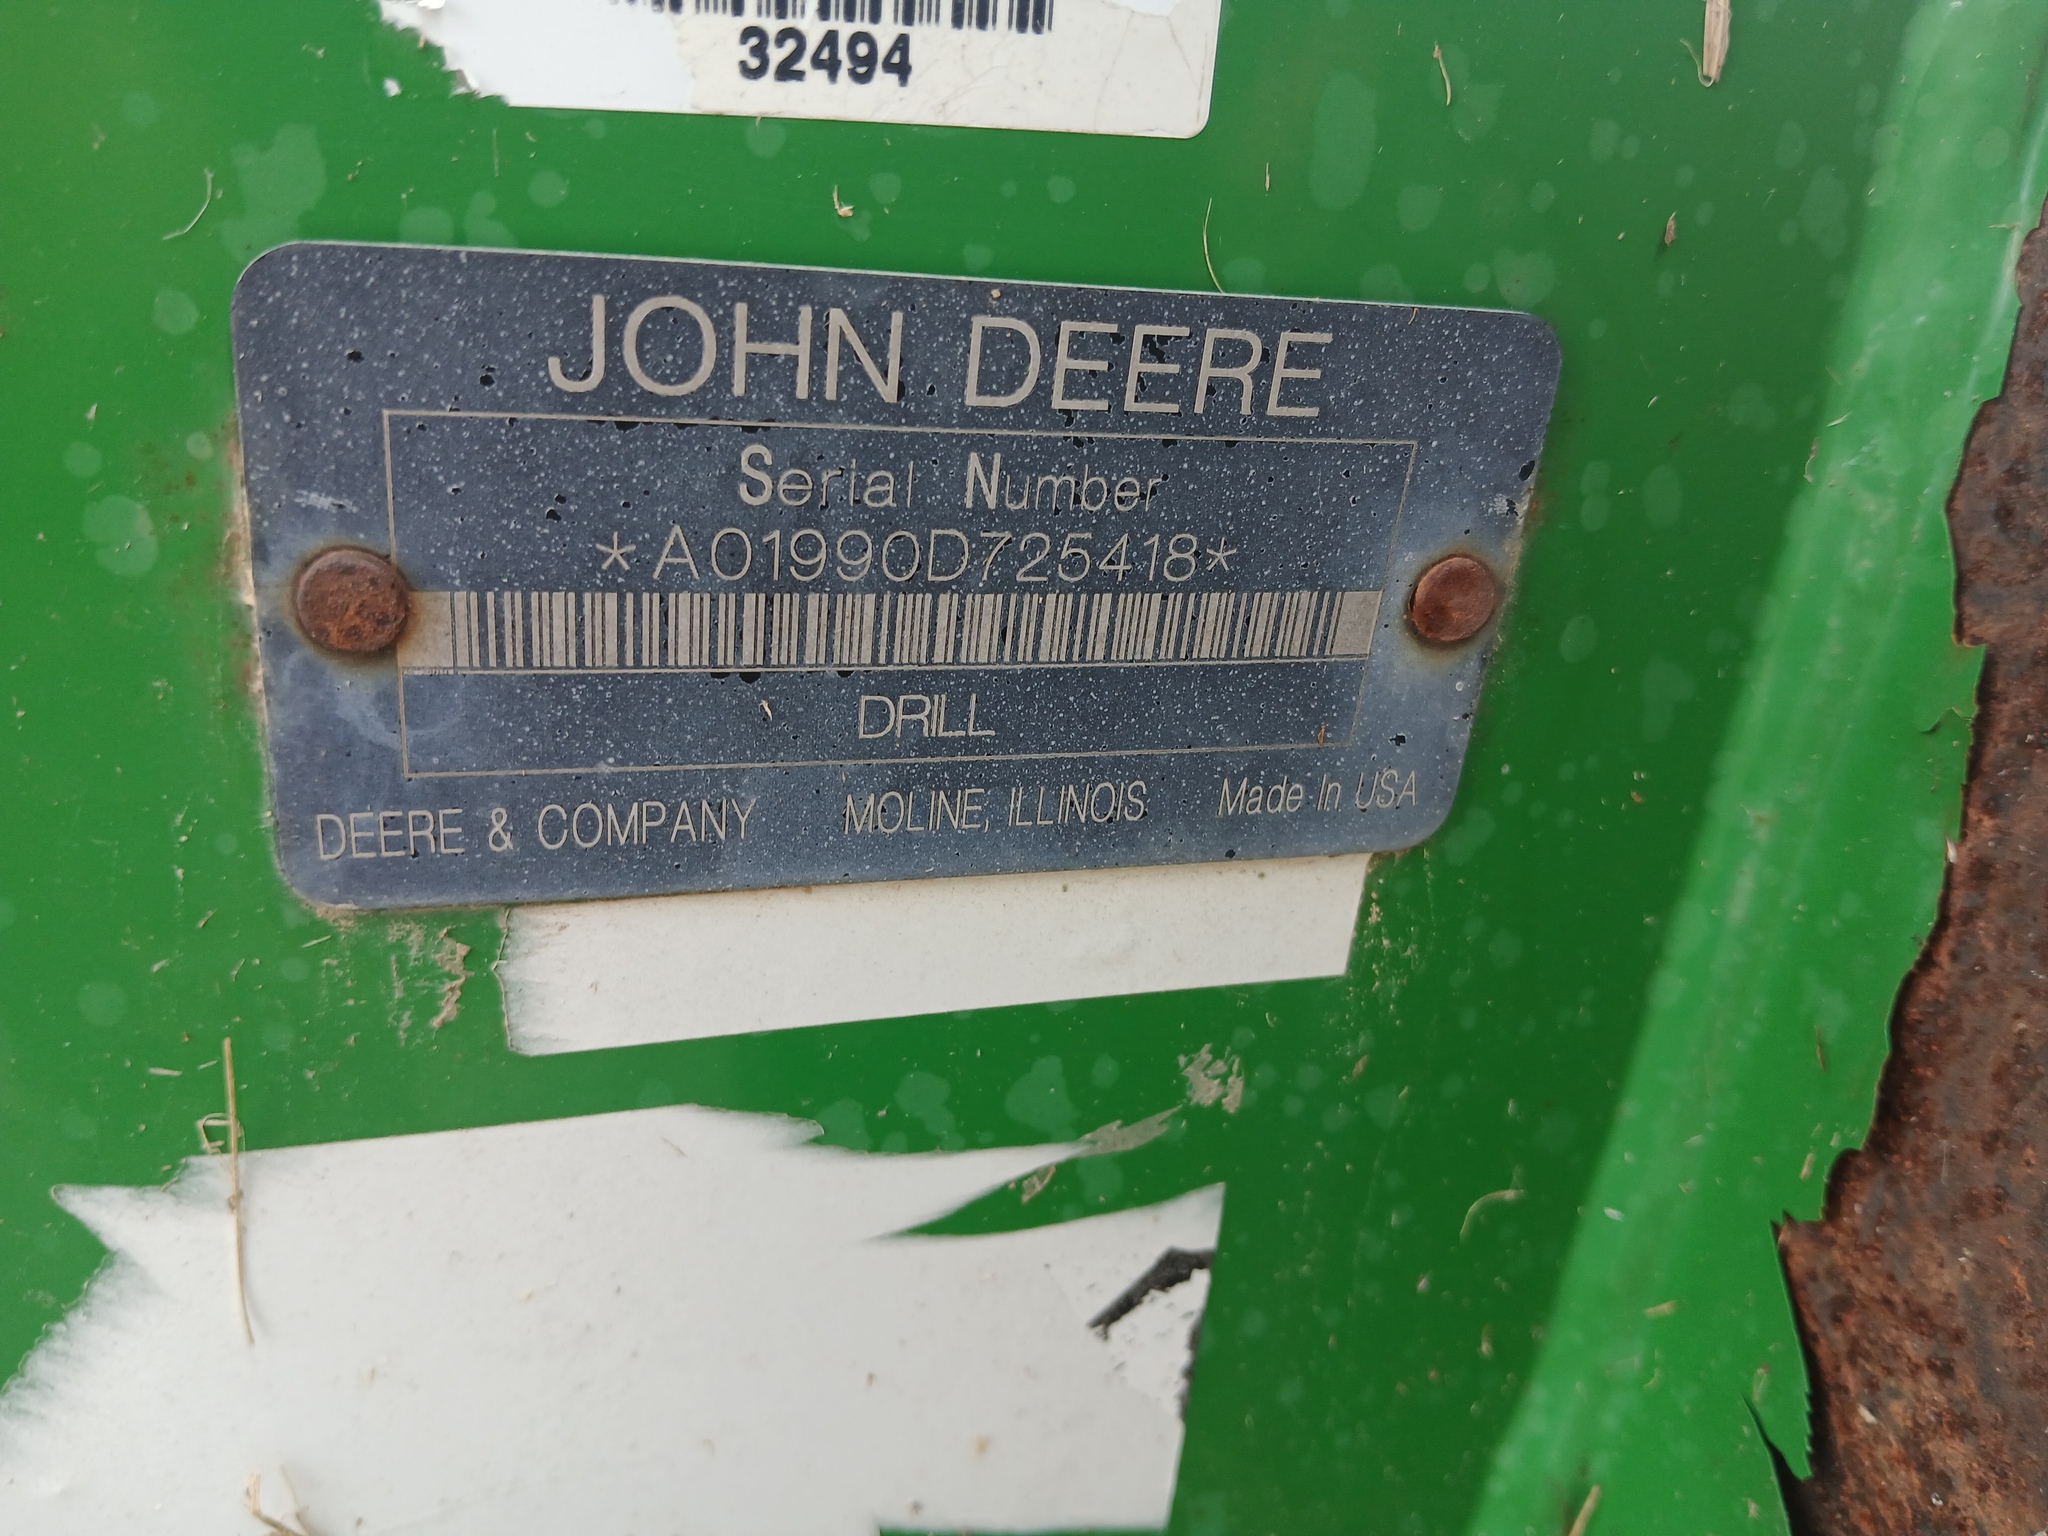 32494
JOHN DEERE
Serial Number
*A01990D725418*
DRILL
DEERE & COMPANY MOLINE, ILLINOIS Made In USA